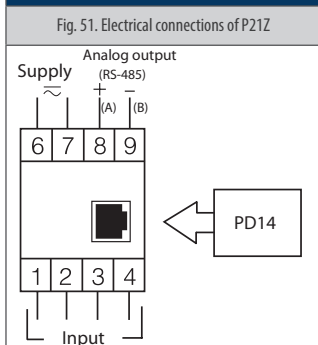 Fig. 51. Electrical connections of P21Z
Analog output
Supply (RS-485)
+ −
(A) (B)
6 7 8 9
PD14
1 2 3 4
Input